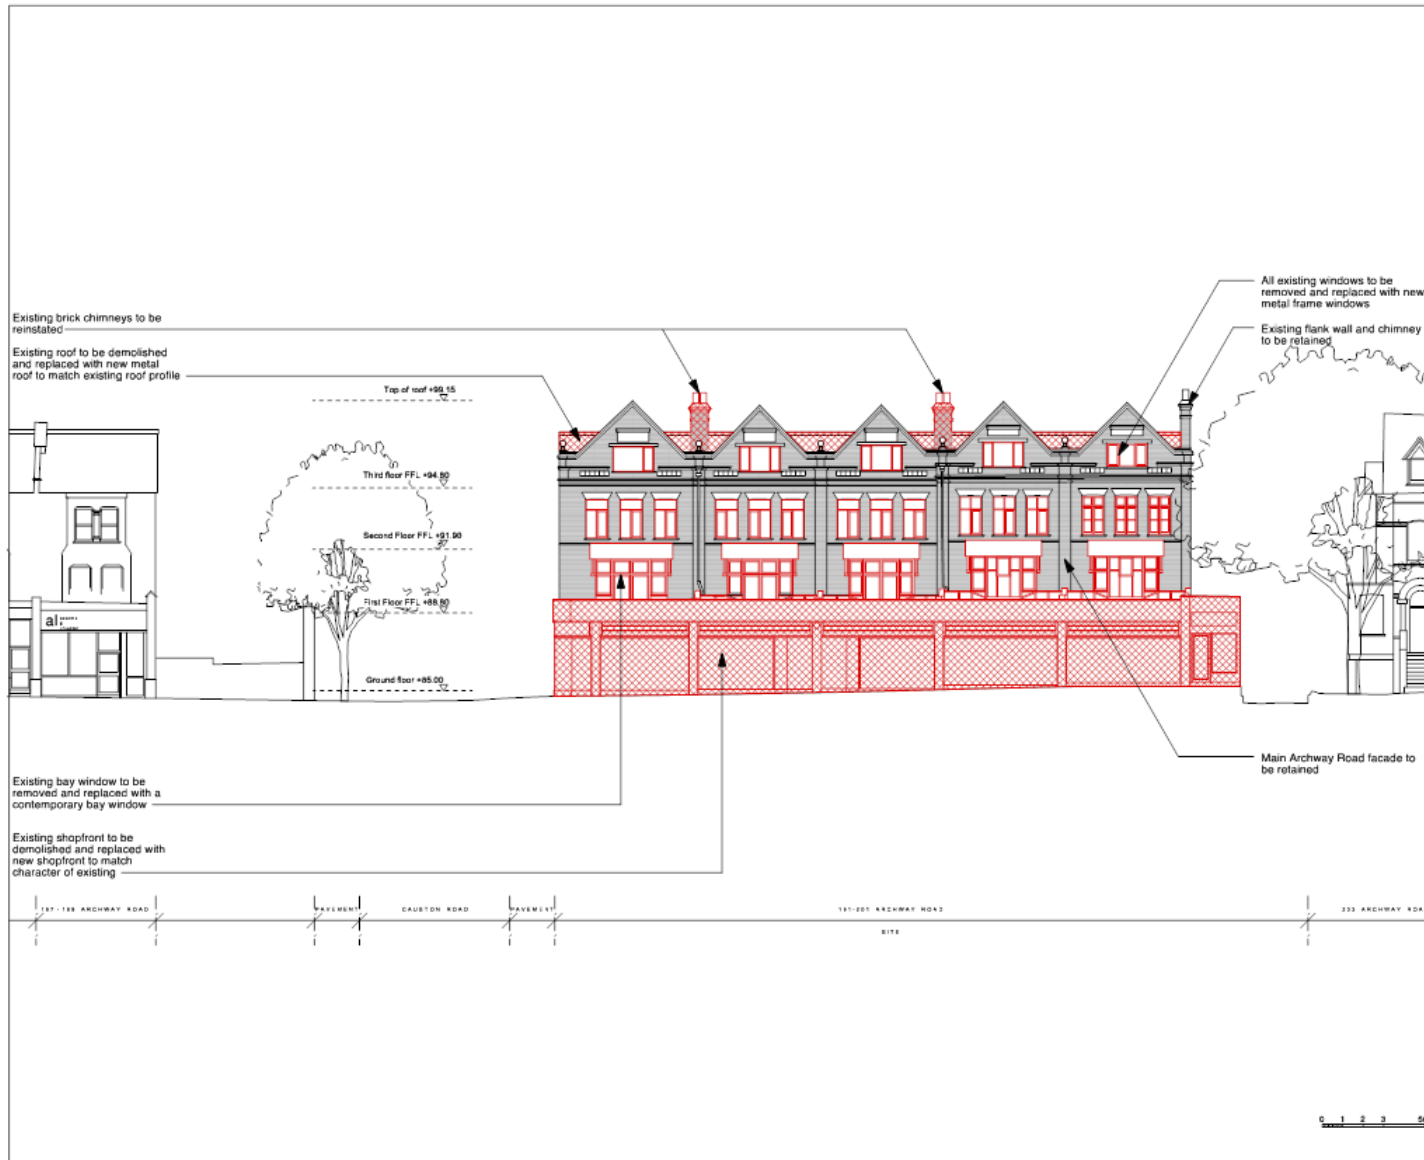 All existing windows to be
removed and replaced with new
metal frame windows
Existing brick chimneys to be
reinstated
Existing flank wall and chimney
to be retained
Existing roof to be demolished
and replaced with new metal
roof to match existing roof profile
Top of roof +99.15
Third floor FFL +94.80
Second Floor FFL +91.90
First Floor FFL +88.80
al
Ground floor +85.00
Main Archway Road facade to
be retained
Existing bay window to be
removed and replaced with a
contemporary bay window
Existing shopfront to be
demolished and replaced with
new shopfront to match
character of existing
ARCHWAY ROAD
PAVEMENT
CAUSTON ROAD
PAVEMENT
191-201 ARCHWAY ROAD
ARCHWAY
SITE
0 1 2 3